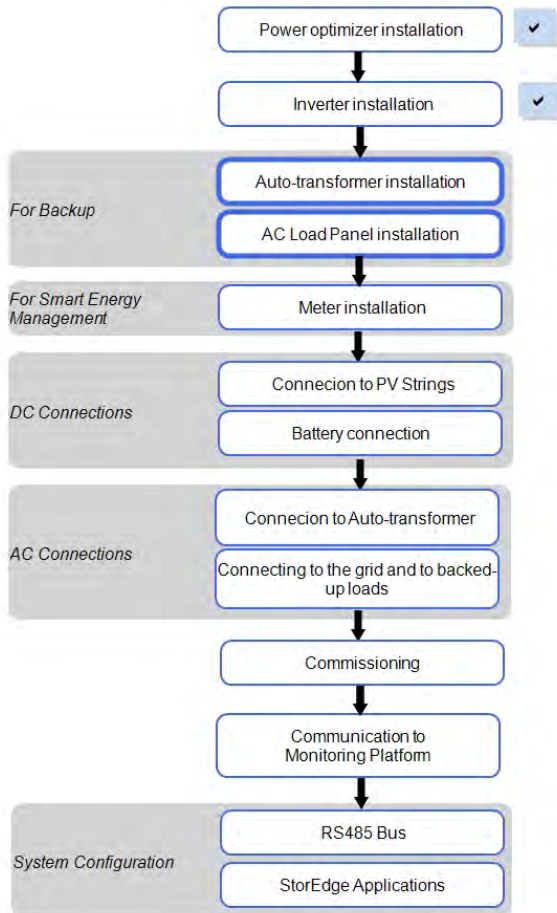 Power optimizer installation
Inverter installation
For Backup
Auto-transformer installation
AC Load Panel installation
For Smart Energy
Management
Meter installation
DC Connections
Connecion to PV Strings
Battery connection
AC Connections
Connecion to Auto-transformer
Connecting to the grid and to backed-
up loads
Commissioning
Communication to
Monitoring Platform
System Configuration
RS485 Bus
StorEdge Applications